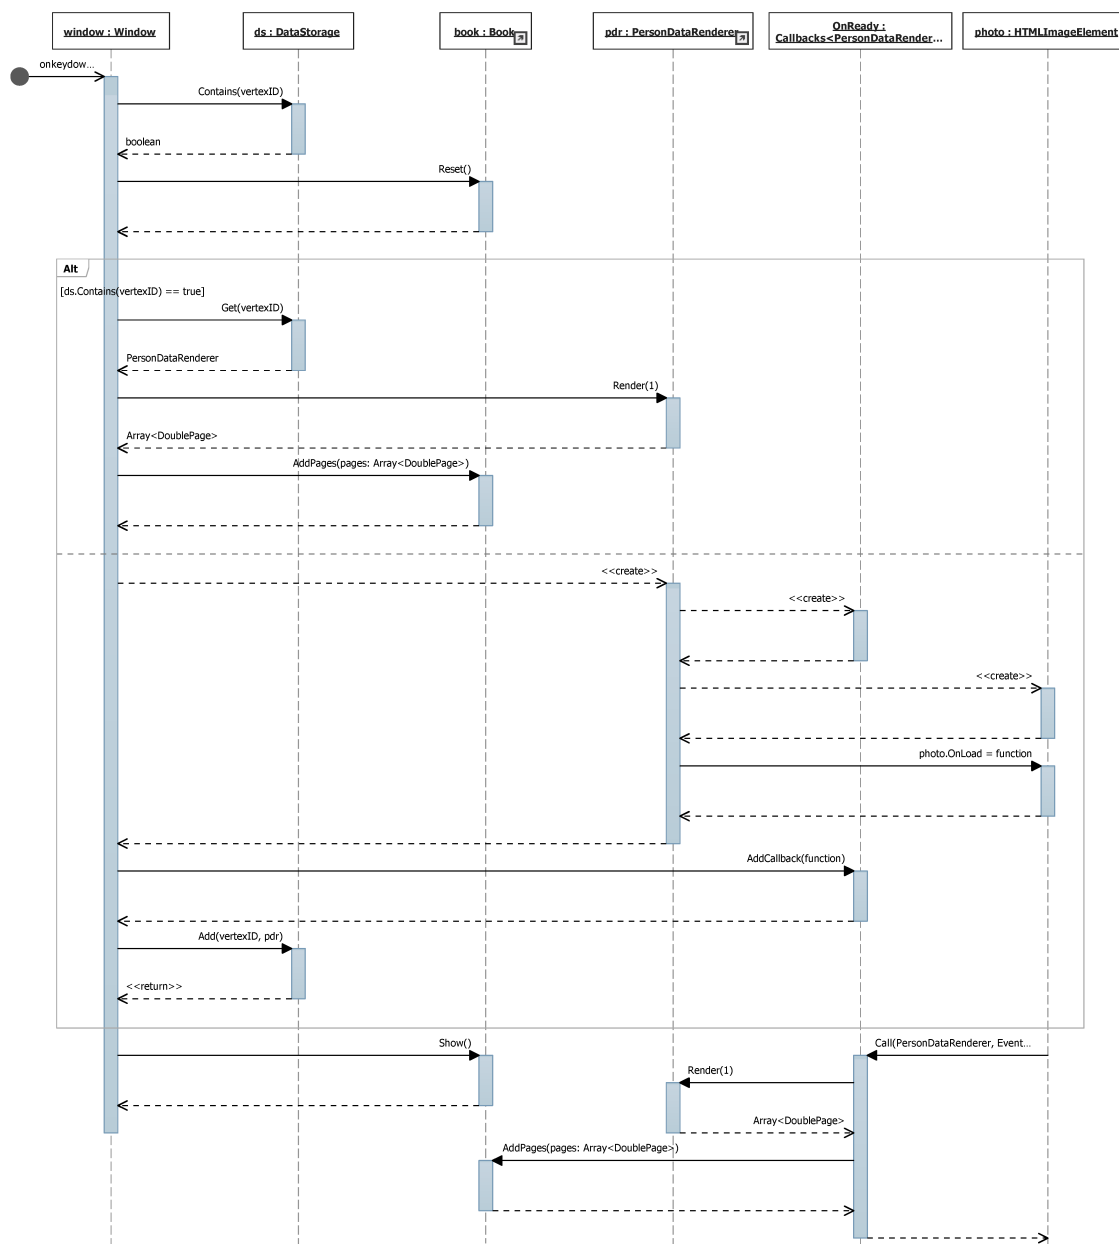 window : Window
ds : DataStorage
book : Book
pdr : PersonDataRenderer
OnReady :
Callbacks<PersonDataRender...
photo : HTMLImageElement
onkeydow...
Contains(vertexID)
boolean
Reset()
Alt
[ds.Contains(vertexID) == true]
Get(vertexID)
PersonDataRenderer
Render(1)
Array<DoublePage>
AddPages(pages: Array<DoublePage>)
<<create>>
<<create>>
<<create>>
photo.OnLoad = function
AddCallback(function)
Add(vertexID, pdr)
<<return>>
Show()
Call(PersonDataRenderer, Event...
Render(1)
Array<DoublePage>
AddPages(pages: Array<DoublePage>)